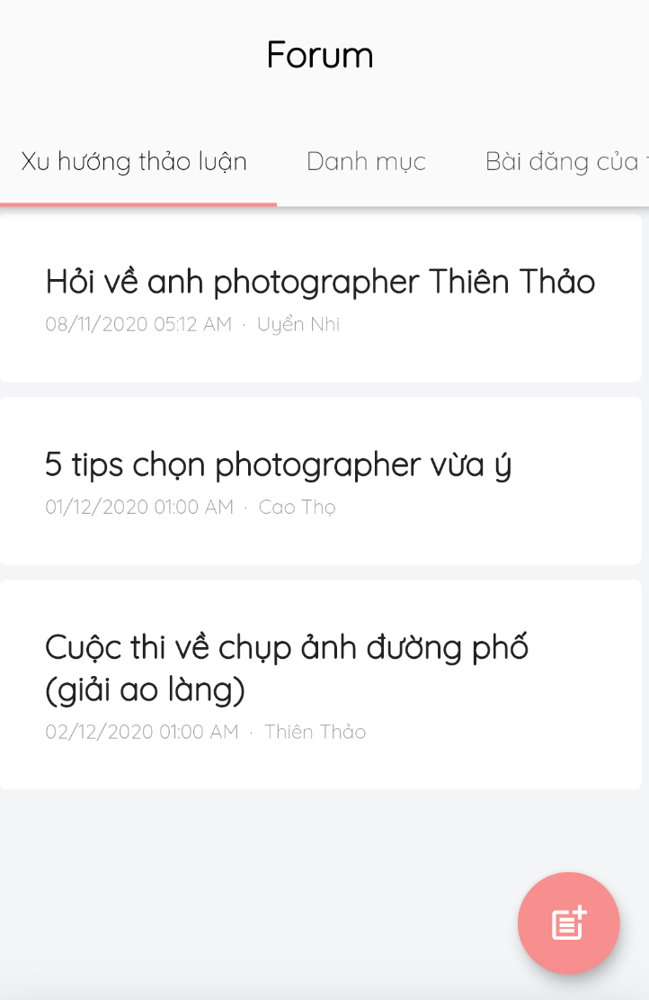 Forum
Xu hướng thảo luận Danh mục Bài đăng của
Hỏi về anh photographer Thiên Thảo
08/11/2020 05:12 AM · Uyển Nhi
5 tips chọn photographer vừa ý
01/12/2020 01:00 AM · Cao Thọ
Cuộc thi về chụp ảnh đường phố
(giải ao làng)
02/12/2020 01:00 AM · Thiên Thảo